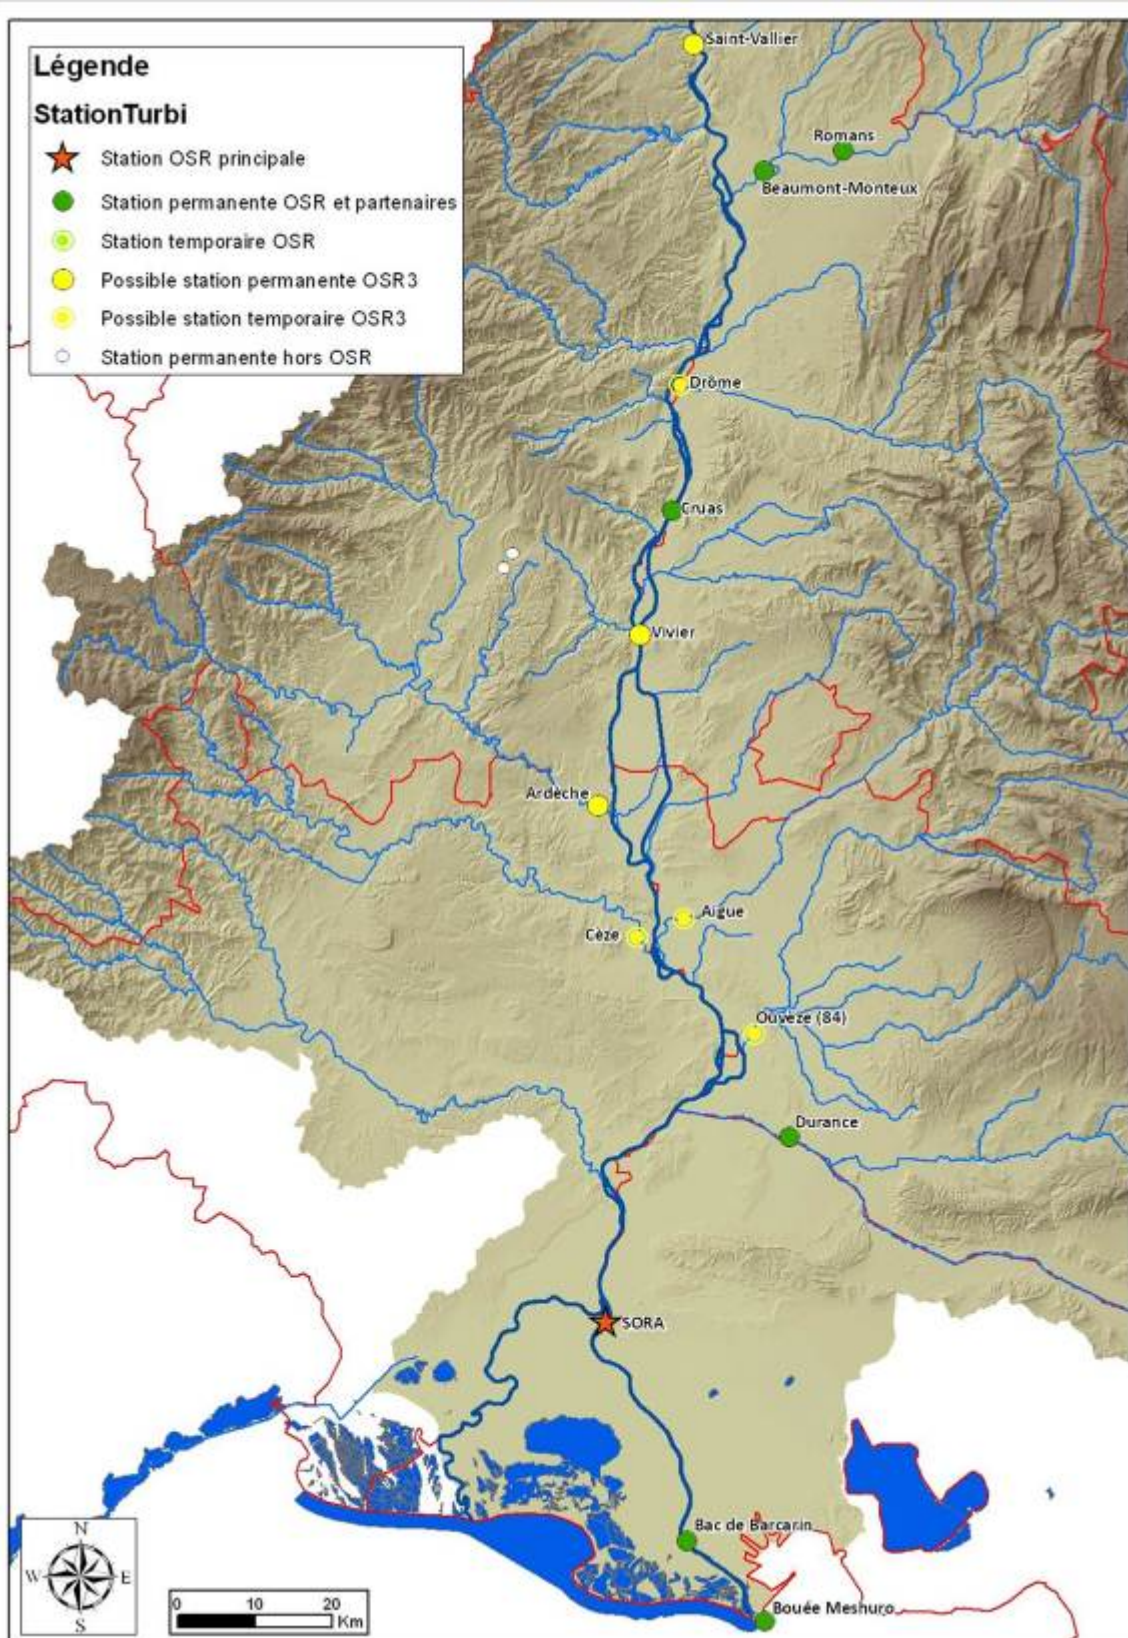 Légende
StationTurbi
Station OSR principale
Station permanente OSR et partenaires
Station temporaire OSR
Possible station permanente OSR3
Possible station temporaire OSR3
Station permanente hors OSR
Saint-Vallier
Romans
Beaumont-Monteux
Drôme
Cruas
Vivier
Ardèche
Aigue
Cèze
Ouvèze (84)
Durance
SORA
Bac de Barcarin
Bouée Meshuro
N
W E
S
0 10 20
Km